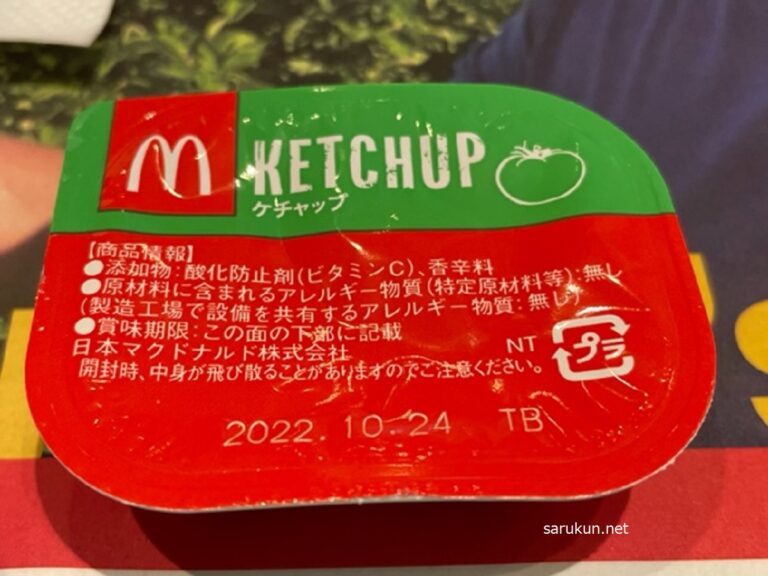 M
KETCHUP
ケチャップ
【商品情報】
●添加物:酸化防止剤(ビタミンC)、香辛料
●原材料に含まれるアレルギー物質(特定原材料等):無し
(製造工場で設備を共有するアレルギー物質:無し)
●賞味期限:この面の下部に記載
日本マクドナルド株式会社
NT
プラ
開封時、中身が飛び散ることがありますのでご注意ください。
2022.10-24 TB
S
sarukun.net